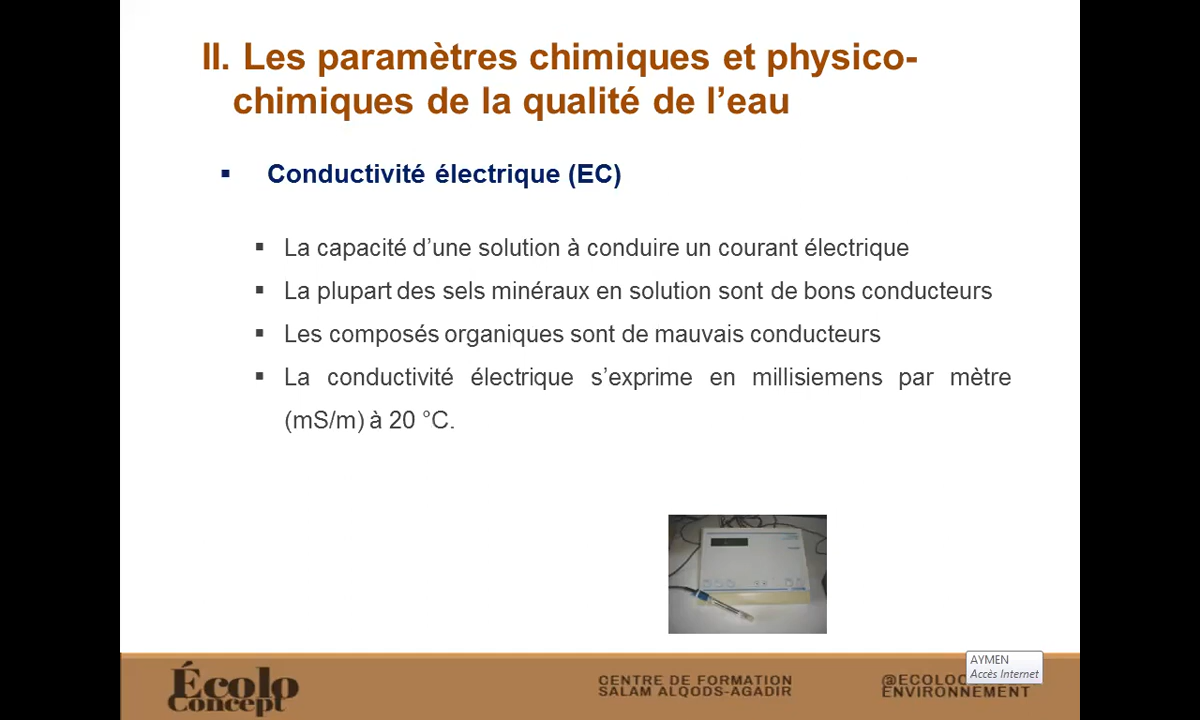 II. Les paramètres chimiques et physico-
chimiques de la qualité de l’eau
Conductivité électrique (EC)
La capacité d’une solution à conduire un courant électrique
La plupart des sels minéraux en solution sont de bons conducteurs
Les composés organiques sont de mauvais conducteurs
La conductivité électrique s’exprime en millisiemens par mètre
(mS/m) à 20 °C.
Écolo
Concept
CENTRE DE FORMATION
SALAM ALQODS-AGADIR
ENVIRONNEMENT
AYMEN
Accès Internet